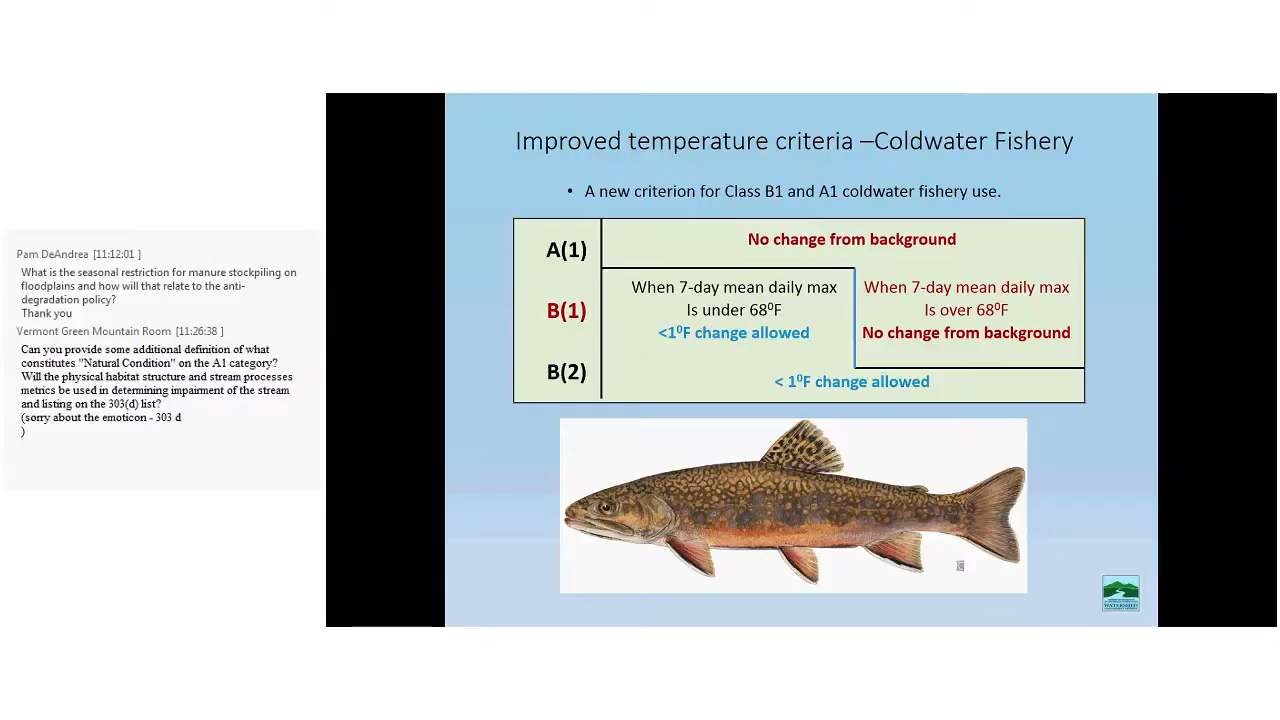 Pam DeAndrea [11:12:01 ]
What is the seasonal restriction for manure stockpiling on
floodplains and how will that relate to the anti-
degradation policy?
Thank you
Vermont Green Mountain Room [11:26:38 ]
Can you provide some additional definition of what
constitutes "Natural Condition" on the A1 category?
Will the physical habitat structure and stream processes
metrics be used in determining impairment of the stream
and listing on the 303(d) list?
(sorry about the emoticon - 303 d
)
Improved temperature criteria –Coldwater Fishery
• A new criterion for Class B1 and A1 coldwater fishery use.
A(1)
No change from background
B(1)
When 7-day mean daily max
Is under 68⁰F
<1⁰F change allowed
When 7-day mean daily max
Is over 68⁰F
No change from background
B(2)
< 1⁰F change allowed
WATERSHED